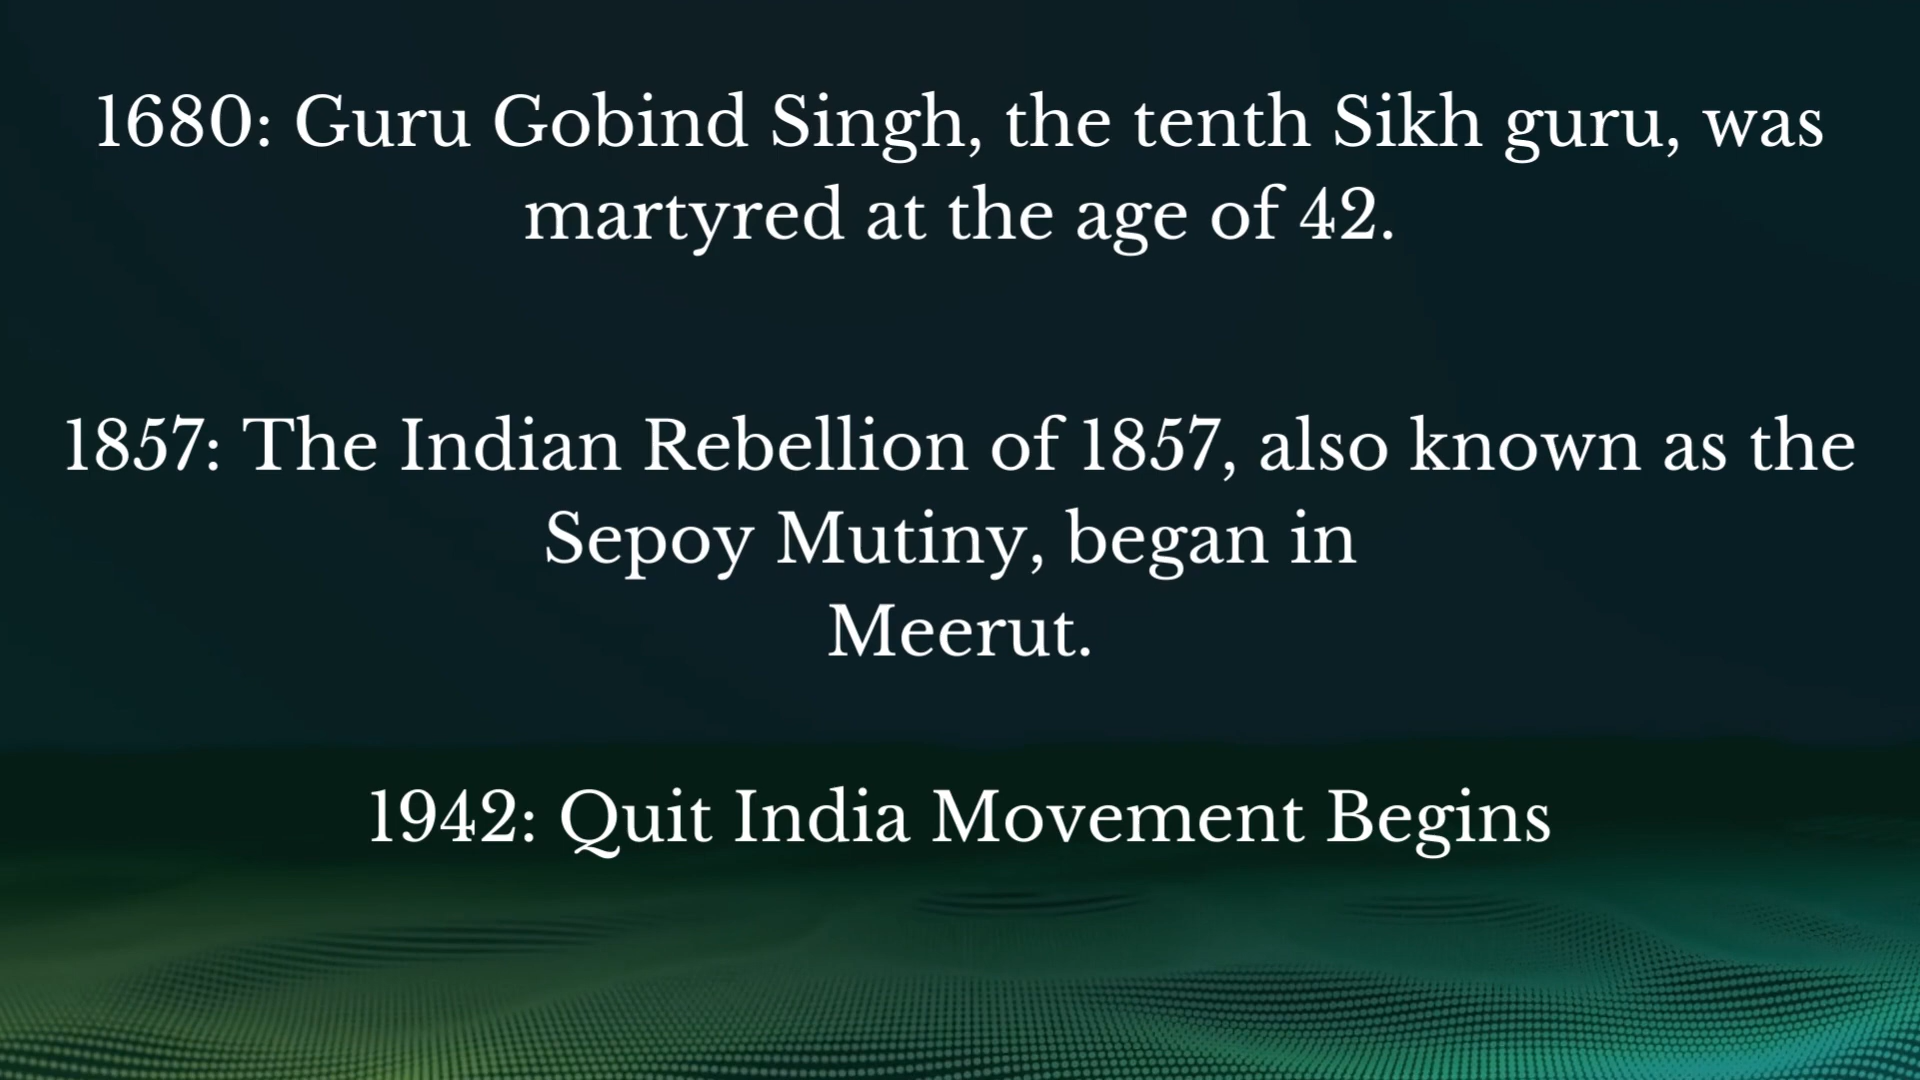 1680: Guru Gobind Singh, the tenth Sikh guru, was
martyred at the age of 42.
1857: The Indian Rebellion of 1857, also known as the
Sepoy Mutiny, began in
Meerut.
1942: Quit India Movement Begins